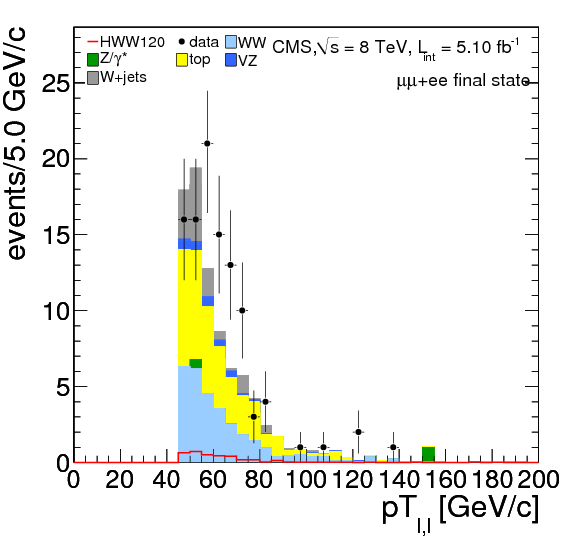 HWW120 data WW CMS,√s = 8 TeV, L_int = 5.10 fb⁻¹
Z/γ* top VZ
W+jets μμ+ee final state
events/5.0 GeV/c
25
20
15
10
5
0
0 20 40 60 80 100 120 140 160 180 200
pT_l,l [GeV/c]